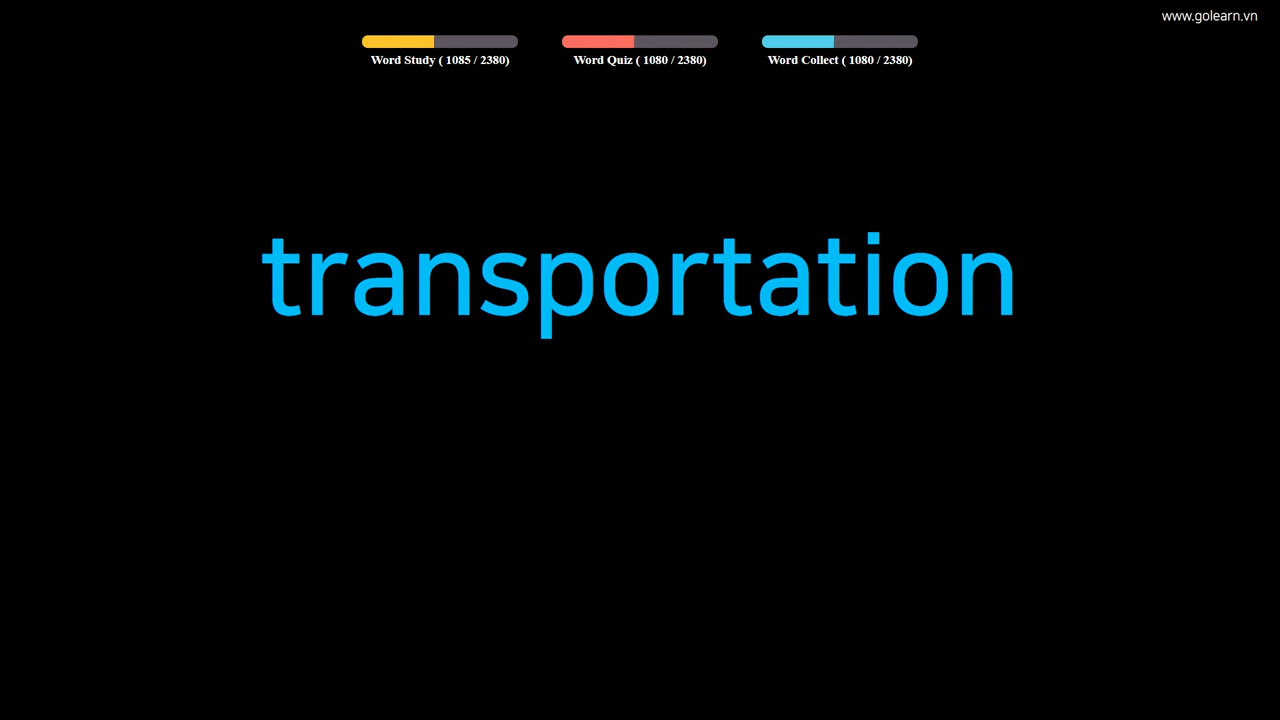 www.golearn.vn
Word Study ( 1085 / 2380) Word Quiz ( 1080 / 2380) Word Collect ( 1080 / 2380)
transportation